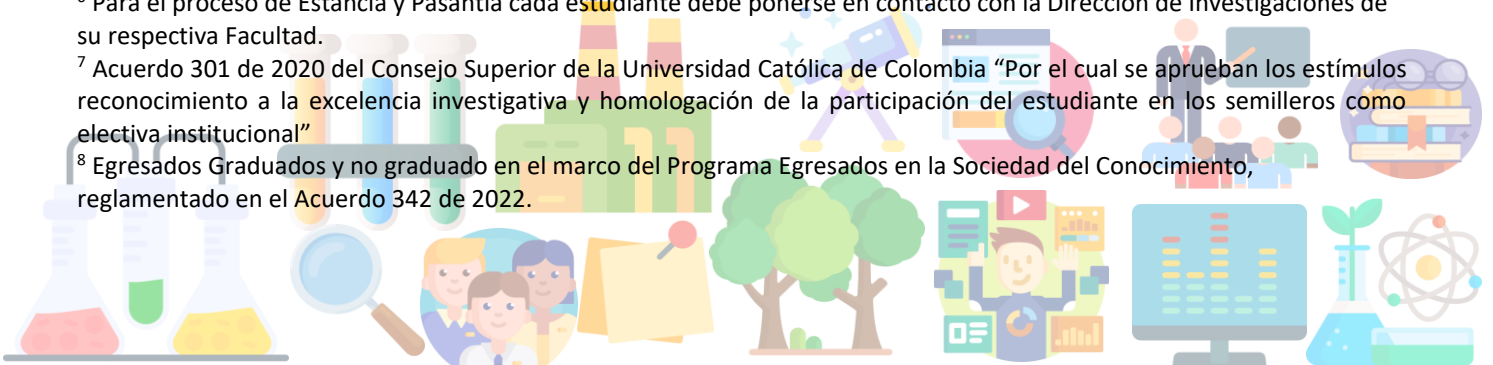 ⁶ Para el proceso de Estancia y Pasantía cada estudiante debe ponerse en contacto con la Dirección de Investigaciones de
su respectiva Facultad.
⁷ Acuerdo 301 de 2020 del Consejo Superior de la Universidad Católica de Colombia “Por el cual se aprueban los estímulos
reconocimiento a la excelencia investigativa y homologación de la participación del estudiante en los semilleros como
electiva institucional”
⁸ Egresados Graduados y no graduado en el marco del Programa Egresados en la Sociedad del Conocimiento,
reglamentado en el Acuerdo 342 de 2022.